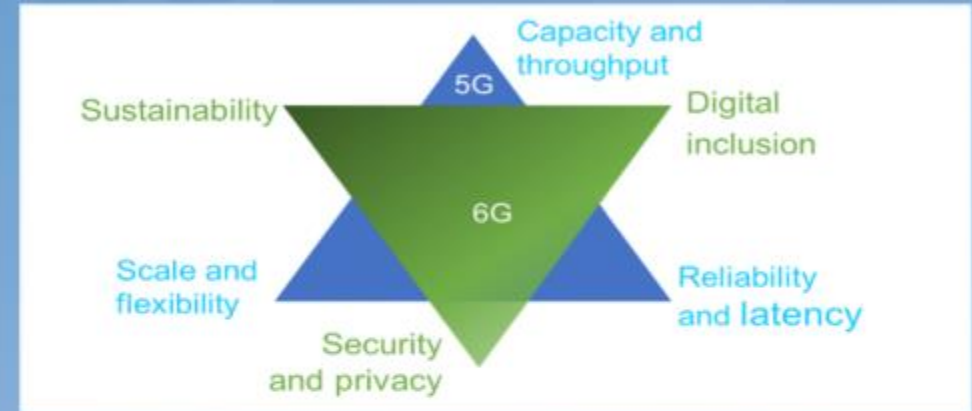 Capacity and
throughput
5G
Sustainability
Digital
inclusion
6G
Scale and
flexibility
Reliability
and latency
Security
and privacy